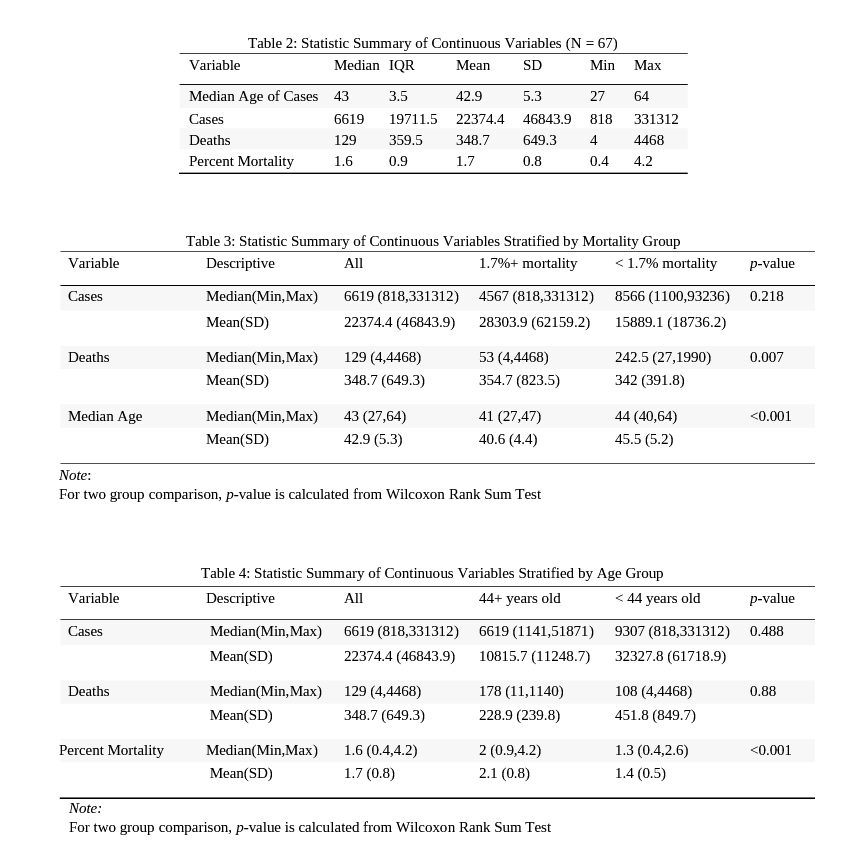 Table 2: Statistic Summary of Continuous Variables (N = 67)
Variable Median IQR Mean SD Min Max
Median Age of Cases 43 3.5 42.9 5.3 27 64
Cases 6619 19711.5 22374.4 46843.9 818 331312
Deaths 129 359.5 348.7 649.3 4 4468
Percent Mortality 1.6 0.9 1.7 0.8 0.4 4.2
Table 3: Statistic Summary of Continuous Variables Stratified by Mortality Group
Variable Descriptive All 1.7%+ mortality < 1.7% mortality p-value
Cases Median(Min,Max) 6619 (818,331312) 4567 (818,331312) 8566 (1100,93236) 0.218
Mean(SD) 22374.4 (46843.9) 28303.9 (62159.2) 15889.1 (18736.2)
Deaths Median(Min,Max) 129 (4,4468) 53 (4,4468) 242.5 (27,1990) 0.007
Mean(SD) 348.7 (649.3) 354.7 (823.5) 342 (391.8)
Median Age Median(Min,Max) 43 (27,64) 41 (27,47) 44 (40,64) <0.001
Mean(SD) 42.9 (5.3) 40.6 (4.4) 45.5 (5.2)
Note:
For two group comparison, p-value is calculated from Wilcoxon Rank Sum Test
Table 4: Statistic Summary of Continuous Variables Stratified by Age Group
Variable Descriptive All 44+ years old < 44 years old p-value
Cases Median(Min,Max) 6619 (818,331312) 6619 (1141,51871) 9307 (818,331312) 0.488
Mean(SD) 22374.4 (46843.9) 10815.7 (11248.7) 32327.8 (61718.9)
Deaths Median(Min,Max) 129 (4,4468) 178 (11,1140) 108 (4,4468) 0.88
Mean(SD) 348.7 (649.3) 228.9 (239.8) 451.8 (849.7)
Percent Mortality Median(Min,Max) 1.6 (0.4,4.2) 2 (0.9,4.2) 1.3 (0.4,2.6) <0.001
Mean(SD) 1.7 (0.8) 2.1 (0.8) 1.4 (0.5)
Note:
For two group comparison, p-value is calculated from Wilcoxon Rank Sum Test